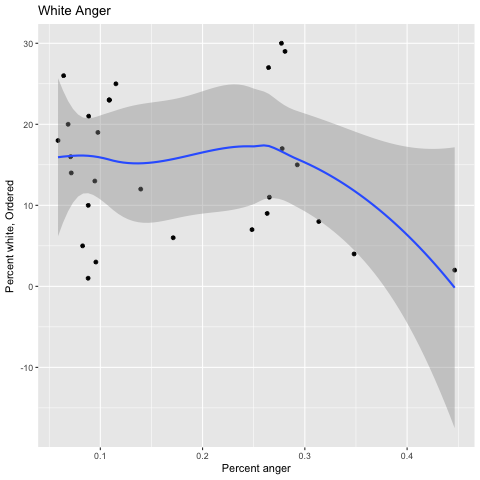 White Anger
30
20
10
0
-10
Percent white, Ordered
0.1 0.2 0.3 0.4
Percent anger